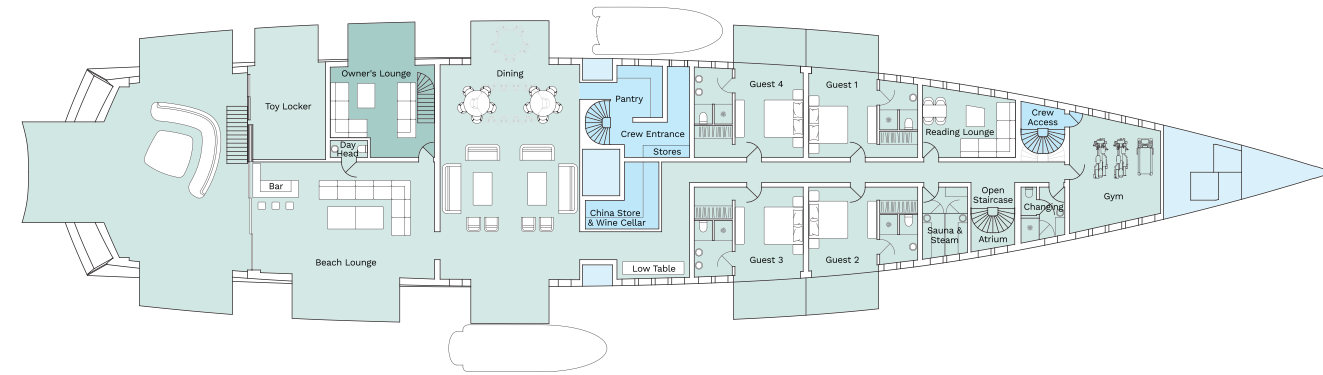 Owner's Lounge
Toy Locker
Day
Head
Bar
Beach Lounge
Dining
Pantry
Crew Entrance
Stores
China Store
& Wine Cellar
Low Table
Guest 4
Guest 1
Guest 3
Guest 2
Reading Lounge
Crew
Access
Sauna &
Steam
Open
Staircase
Atrium
Changing
Gym